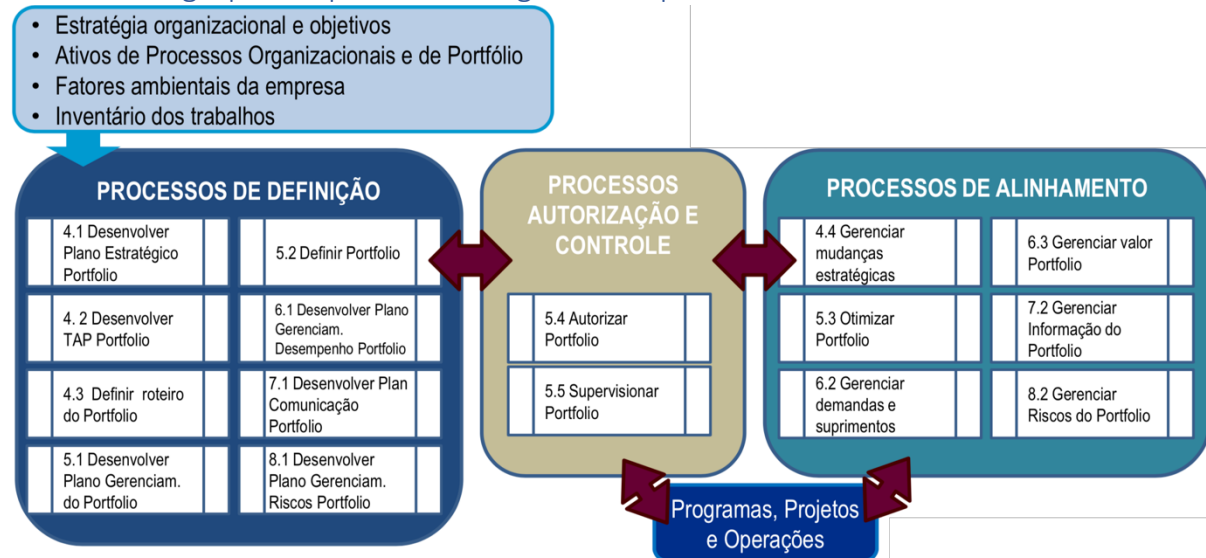 • Estratégia organizacional e objetivos
• Ativos de Processos Organizacionais e de Portfólio
• Fatores ambientais da empresa
• Inventário dos trabalhos
PROCESSOS DE DEFINIÇÃO
4.1 Desenvolver
Plano Estratégico
Portfolio
5.2 Definir Portfolio
4. 2 Desenvolver
TAP Portfolio
6.1 Desenvolver Plano
Gerenciam.
Desempenho Portfolio
4.3 Definir roteiro
do Portfolio
7.1 Desenvolver Plan
Comunicação
Portfolio
5.1 Desenvolver
Plano Gerenciam.
do Portfolio
8.1 Desenvolver
Plano Gerenciam.
Riscos Portfolio
PROCESSOS
AUTORIZAÇÃO E
CONTROLE
5.4 Autorizar
Portfolio
5.5 Supervisionar
Portfolio
PROCESSOS DE ALINHAMENTO
4.4 Gerenciar
mudanças
estratégicas
6.3 Gerenciar valor
Portfolio
5.3 Otimizar
Portfolio
7.2 Gerenciar
Informação do
Portfolio
6.2 Gerenciar
demandas e
suprimentos
8.2 Gerenciar
Riscos do Portfolio
Programas, Projetos
e Operações